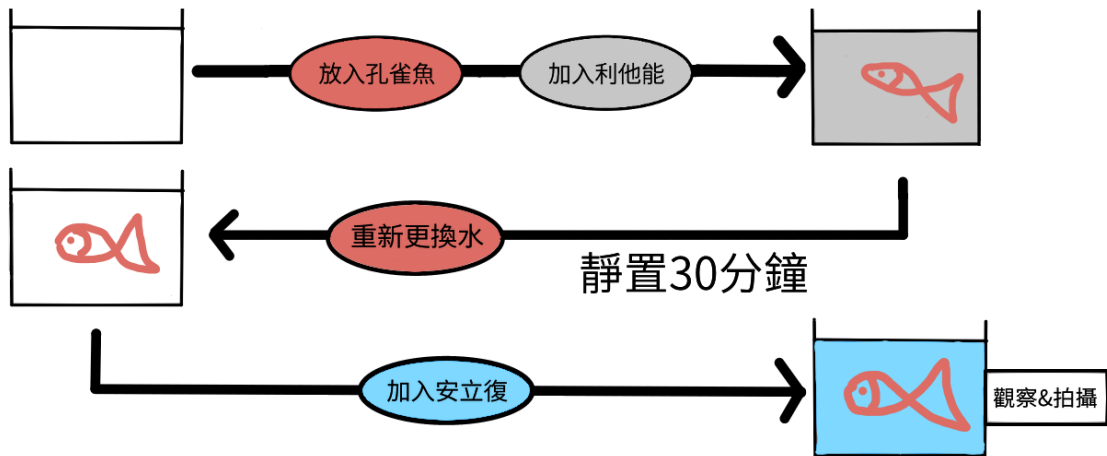 放入孔雀魚
加入利他能
重新更換水
靜置30分鐘
加入安立復
觀察&拍攝